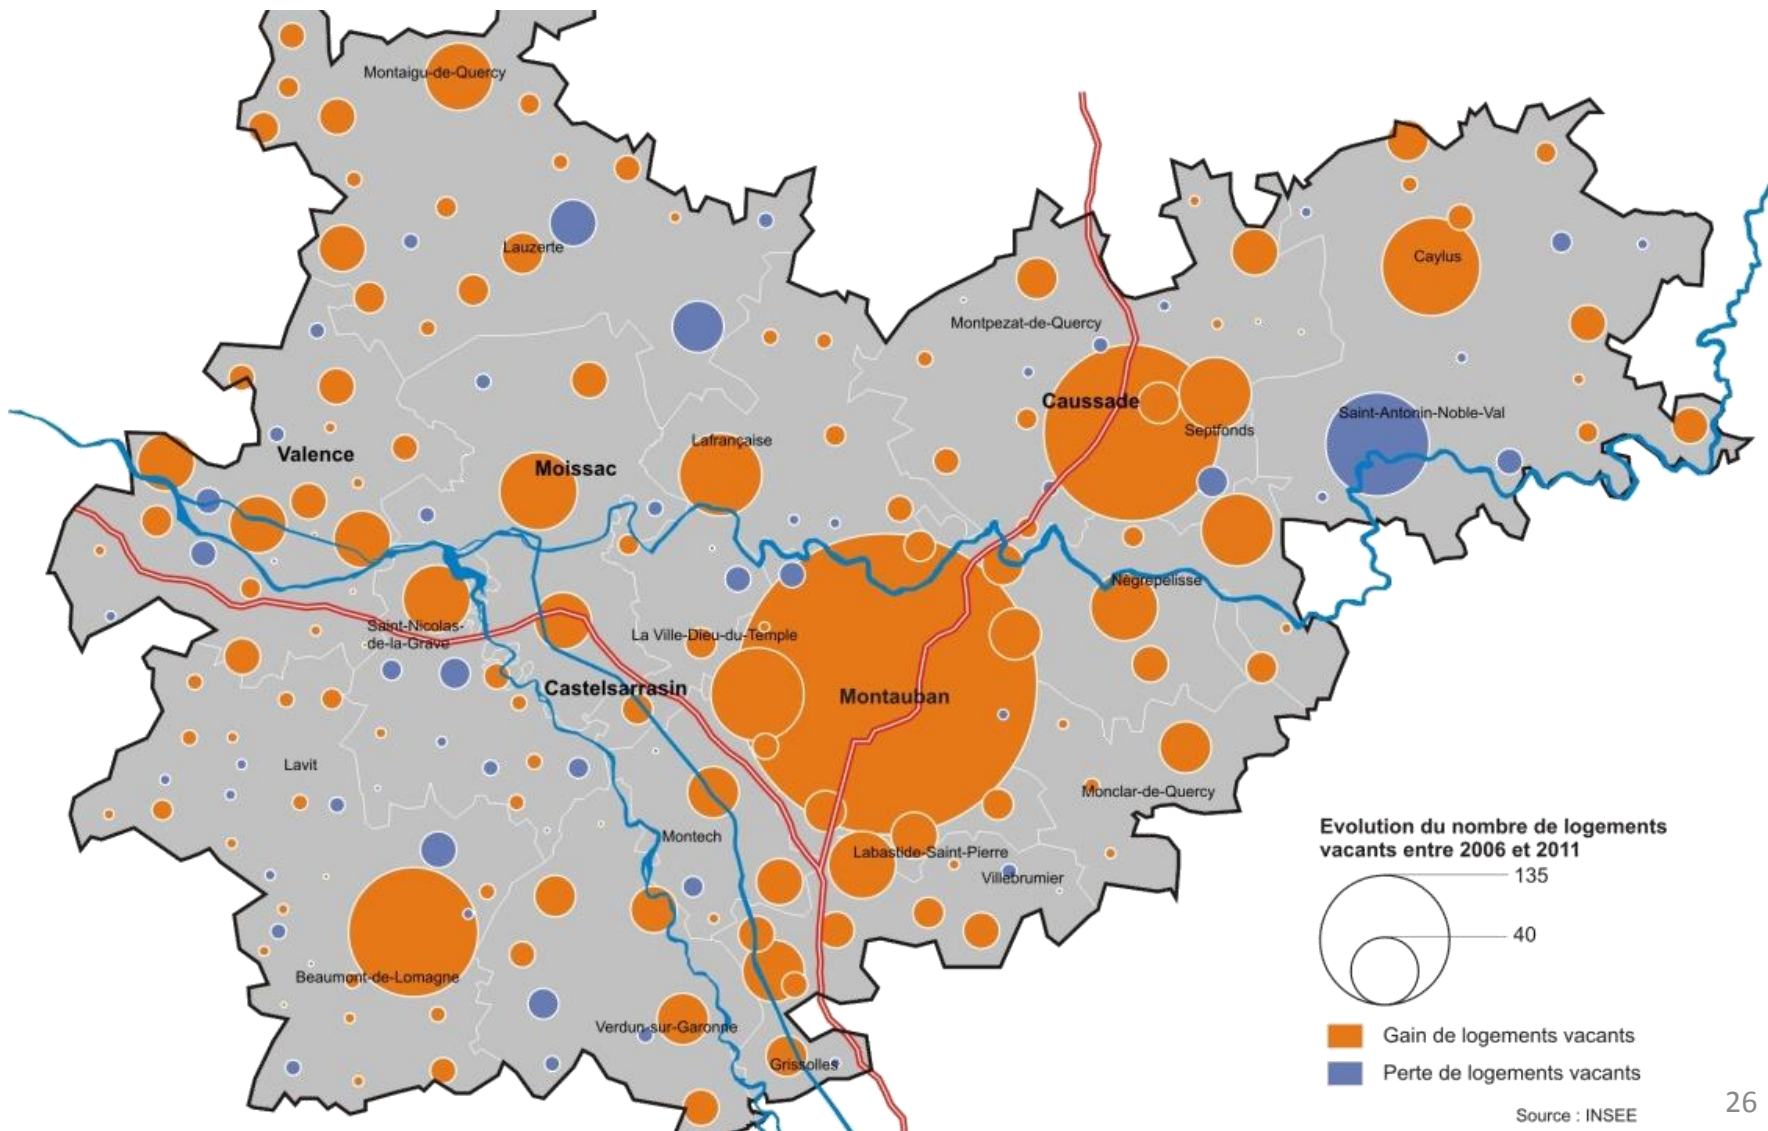 Montaigu-de-Quercy
Lauzerte
Caylus
Montpezat-de-Quercy
Caussade
Saint-Antonin-Noble-Val
Septfonds
Lafrançaise
Valence
Moissac
Nègrepelisse
Saint-Nicolas-
de-la-Grave
La Ville-Dieu-du-Temple
Castelsarrasin
Montauban
Lavit
Monclar-de-Quercy
Montech
Labastide-Saint-Pierre
Villebrumier
Beaumont-de-Lomagne
Verdun-sur-Garonne
Grissolles
Evolution du nombre de logements
vacants entre 2006 et 2011
135
40
Gain de logements vacants
Perte de logements vacants
Source : INSEE
26